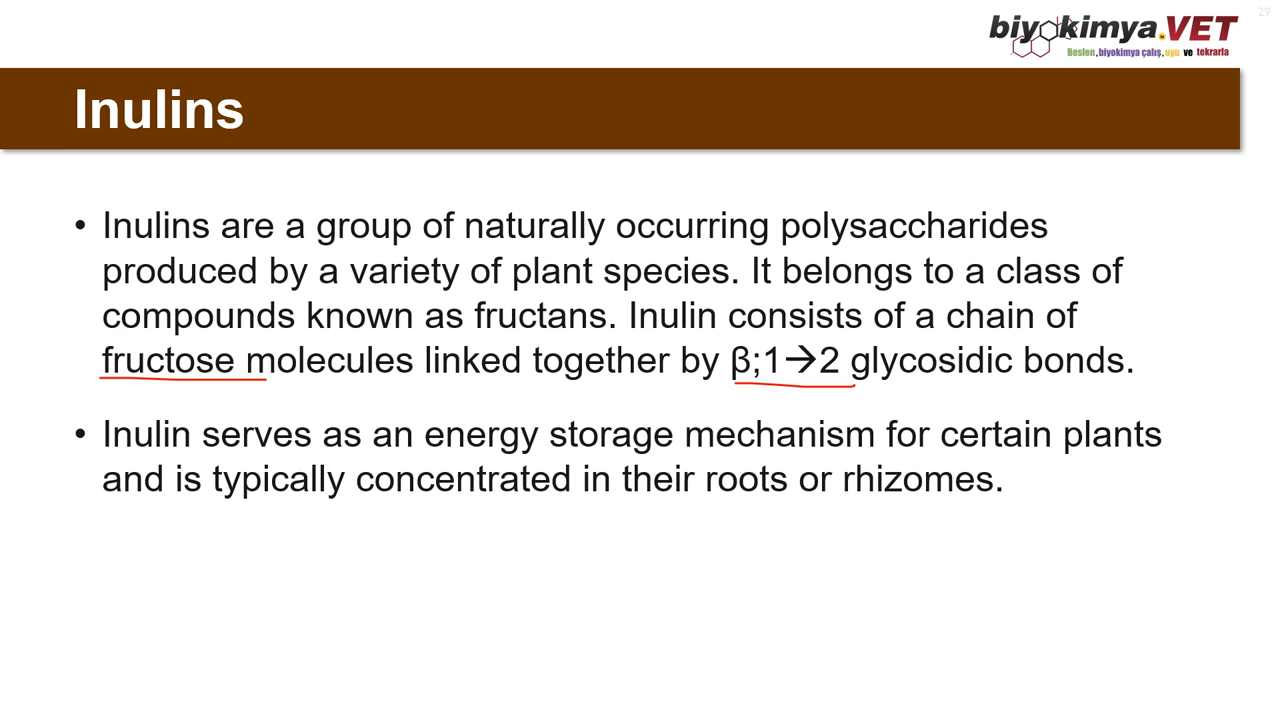 29
biyokimya.VET
Beslen, biyokimya çalış, uyu ve tekrarla
Inulins
• Inulins are a group of naturally occurring polysaccharides
produced by a variety of plant species. It belongs to a class of
compounds known as fructans. Inulin consists of a chain of
fructose molecules linked together by β;1→2 glycosidic bonds.
• Inulin serves as an energy storage mechanism for certain plants
and is typically concentrated in their roots or rhizomes.